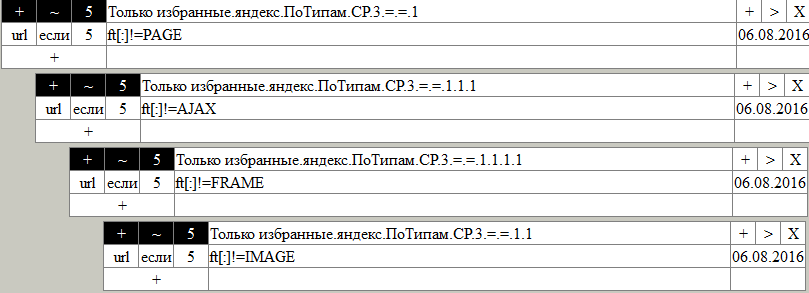 + ~ 5 Только избранные.яндекс.ПоТипам.СР.3.=.=.1 + > X
url если 5 ft[:]!=PAGE 06.08.2016
+
+ ~ 5 Только избранные.яндекс.ПоТипам.СР.3.=.=.1.1.1 + > X
url если 5 ft[:]!=AJAX 06.08.2016
+
+ ~ 5 Только избранные.яндекс.ПоТипам.СР.3.=.=.1.1.1.1 + > X
url если 5 ft[:]!=FRAME 06.08.2016
+
+ ~ 5 Только избранные.яндекс.ПоТипам.СР.3.=.=.1.1 + > X
url если 5 ft[:]!=IMAGE 06.08.2016
+